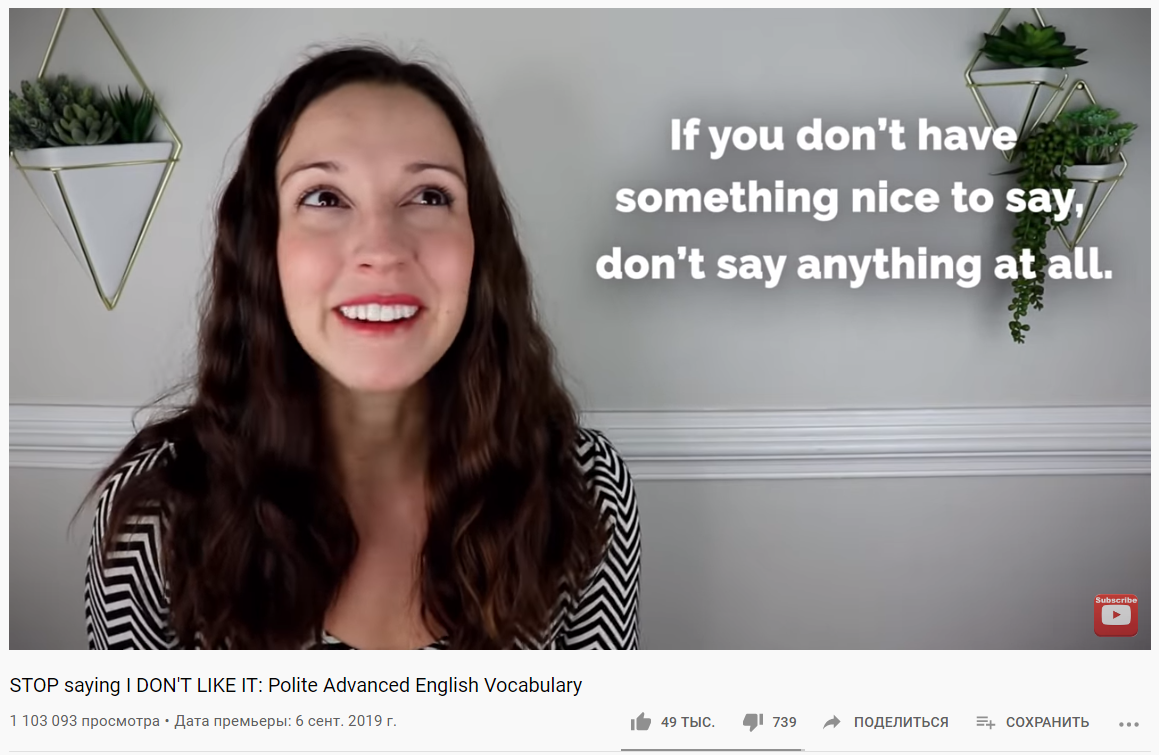 If you don't have
something nice to say,
don't say anything at all.
Subscribe
STOP saying I DON'T LIKE IT: Polite Advanced English Vocabulary
1 103 093 просмотра • Дата премьеры: 6 сент. 2019 г.
49 ТЫС. 739 ПОДЕЛИТЬСЯ СОХРАНИТЬ